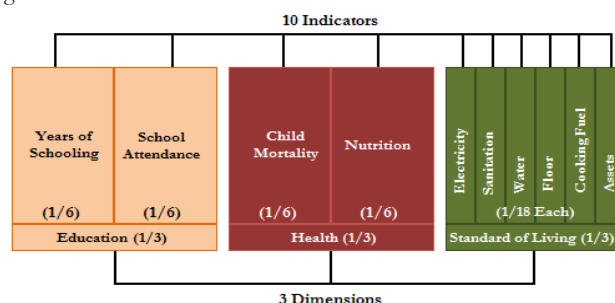 10 Indicators
Years of
Schooling
School
Attendance
Child
Mortality
Nutrition
Electricity
Sanitation
Water
Floor
Cooking Fuel
Assets
(1/6)
(1/6)
(1/6)
(1/6)
(1/18 Each)
Education (1/3)
Health (1/3)
Standard of Living (1/3)
3 Dimensions